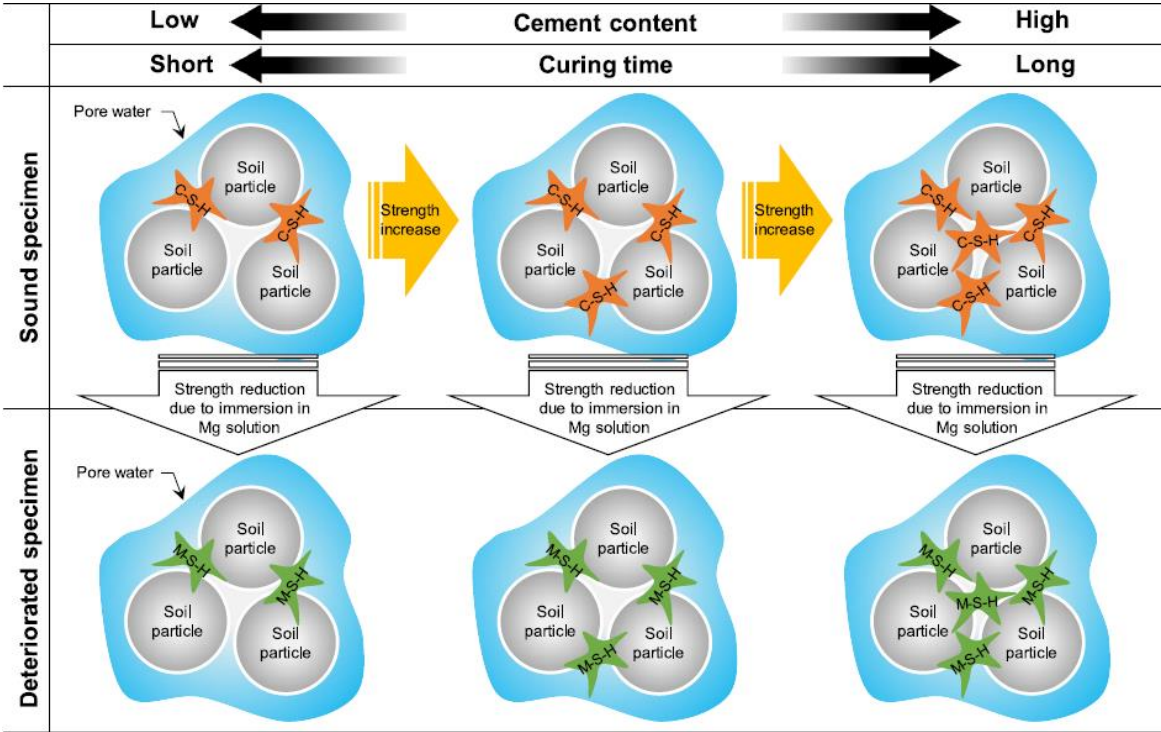 Low Cement content High
Short Curing time Long
Sound specimen
Pore water
Soil
particle
Soil
particle
Soil
particle
C-S-H
C-S-H
Strength
increase
Soil
particle
Soil
particle
Soil
particle
C-S-H
C-S-H
C-S-H
Strength
increase
Soil
particle
Soil
particle
Soil
particle
C-S-H
C-S-H
C-S-H
C-S-H
Strength reduction
due to immersion in
Mg solution
Strength reduction
due to immersion in
Mg solution
Strength reduction
due to immersion in
Mg solution
Deteriorated specimen
Pore water
Soil
particle
Soil
particle
Soil
particle
M-S-H
M-S-H
Soil
particle
Soil
particle
Soil
particle
M-S-H
M-S-H
M-S-H
Soil
particle
Soil
particle
Soil
particle
M-S-H
M-S-H
M-S-H
M-S-H